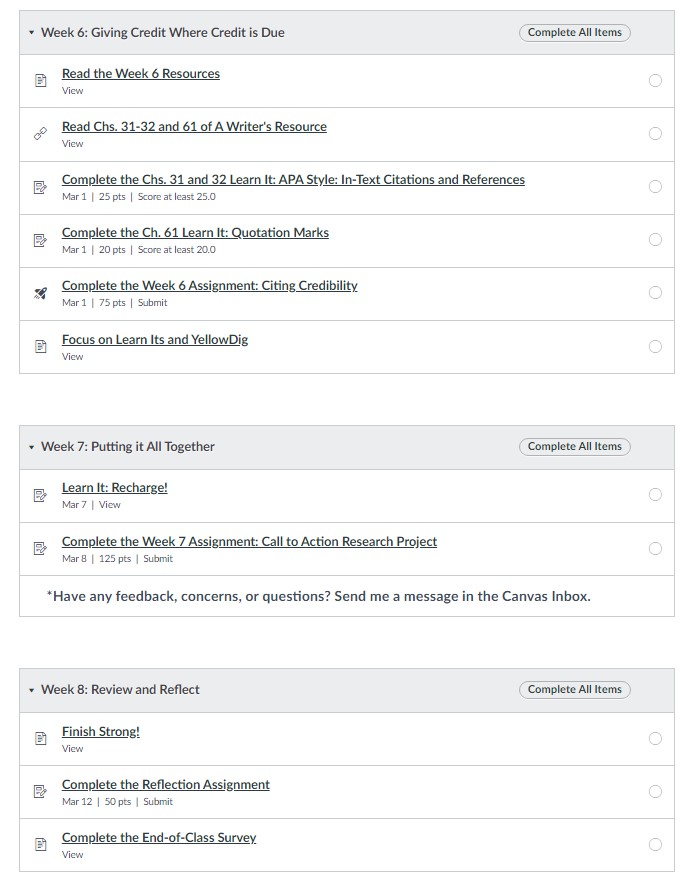 Week 6: Giving Credit Where Credit is Due
Complete All Items
Read the Week 6 Resources
View
Read Chs. 31-32 and 61 of A Writer's Resource
View
Complete the Chs. 31 and 32 Learn It: APA Style: In-Text Citations and References
Mar 1 | 25 pts | Score at least 25.0
Complete the Ch. 61 Learn It: Quotation Marks
Mar 1 | 20 pts | Score at least 20.0
Complete the Week 6 Assignment: Citing Credibility
Mar 1 | 75 pts | Submit
Focus on Learn Its and YellowDig
View
Week 7: Putting it All Together
Complete All Items
Learn It: Recharge!
Mar 7 | View
Complete the Week 7 Assignment: Call to Action Research Project
Mar 8 | 125 pts | Submit
*Have any feedback, concerns, or questions? Send me a message in the Canvas Inbox.
Week 8: Review and Reflect
Complete All Items
Finish Strong!
View
Complete the Reflection Assignment
Mar 12 | 50 pts | Submit
Complete the End-of-Class Survey
View